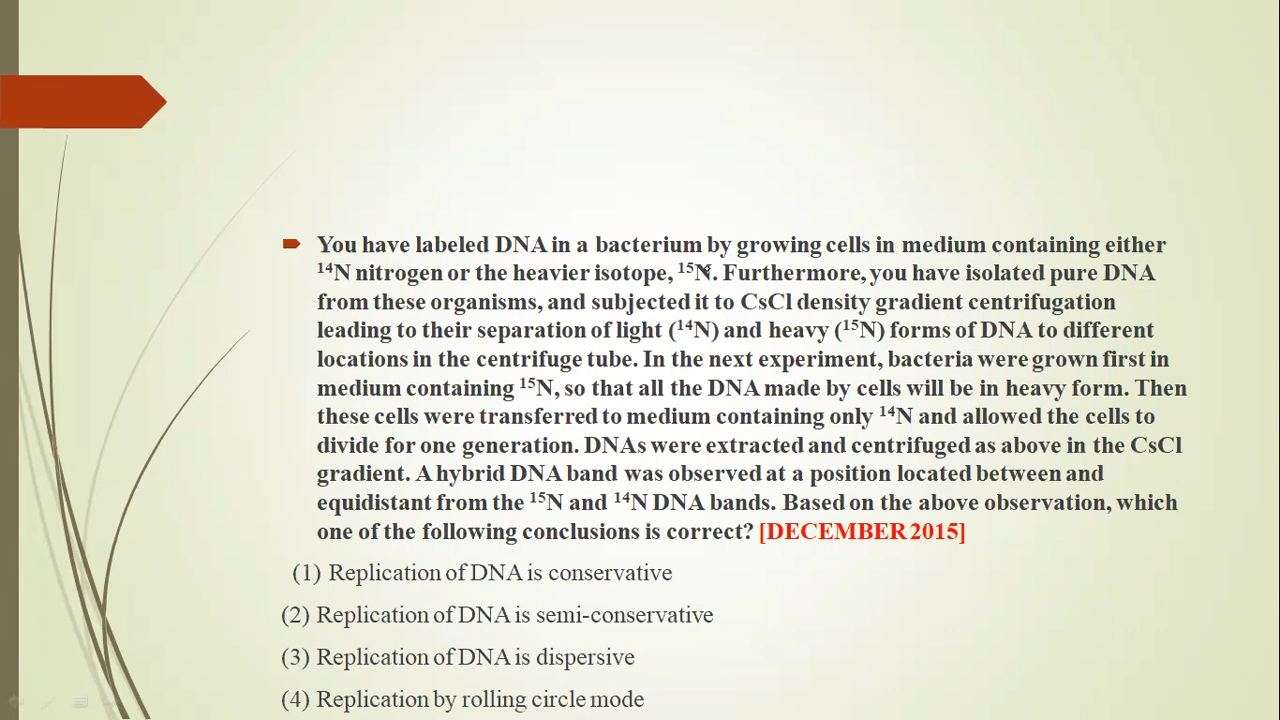 You have labeled DNA in a bacterium by growing cells in medium containing either
¹⁴N nitrogen or the heavier isotope, ¹⁵N. Furthermore, you have isolated pure DNA
from these organisms, and subjected it to CsCl density gradient centrifugation
leading to their separation of light (¹⁴N) and heavy (¹⁵N) forms of DNA to different
locations in the centrifuge tube. In the next experiment, bacteria were grown first in
medium containing ¹⁵N, so that all the DNA made by cells will be in heavy form. Then
these cells were transferred to medium containing only ¹⁴N and allowed the cells to
divide for one generation. DNAs were extracted and centrifuged as above in the CsCl
gradient. A hybrid DNA band was observed at a position located between and
equidistant from the ¹⁵N and ¹⁴N DNA bands. Based on the above observation, which
one of the following conclusions is correct? [DECEMBER 2015]
(1) Replication of DNA is conservative
(2) Replication of DNA is semi-conservative
(3) Replication of DNA is dispersive
(4) Replication by rolling circle mode